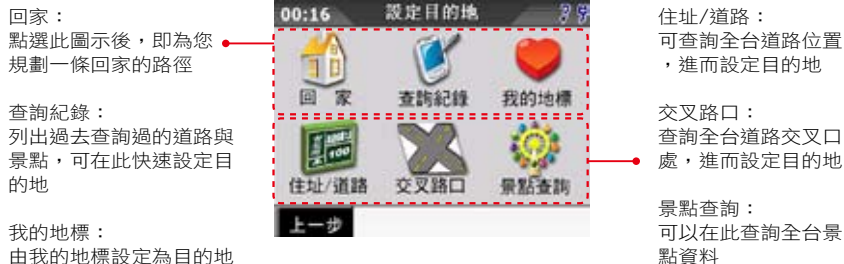 回家：
點選此圖示後，即為您
規劃一條回家的路徑
查詢紀錄：
列出過去查詢過的道路與
景點，可在此快速設定目
的地
我的地標：
由我的地標設定為目的地
00:16 設定目的地
回 家 查詢紀錄 我的地標
100
住址/道路 交叉路口 景點查詢
上一步
住址/道路：
可查詢全台道路位置
，進而設定目的地
交叉路口：
查詢全台道路交叉口
處，進而設定目的地
景點查詢：
可以在此查詢全台景
點資料